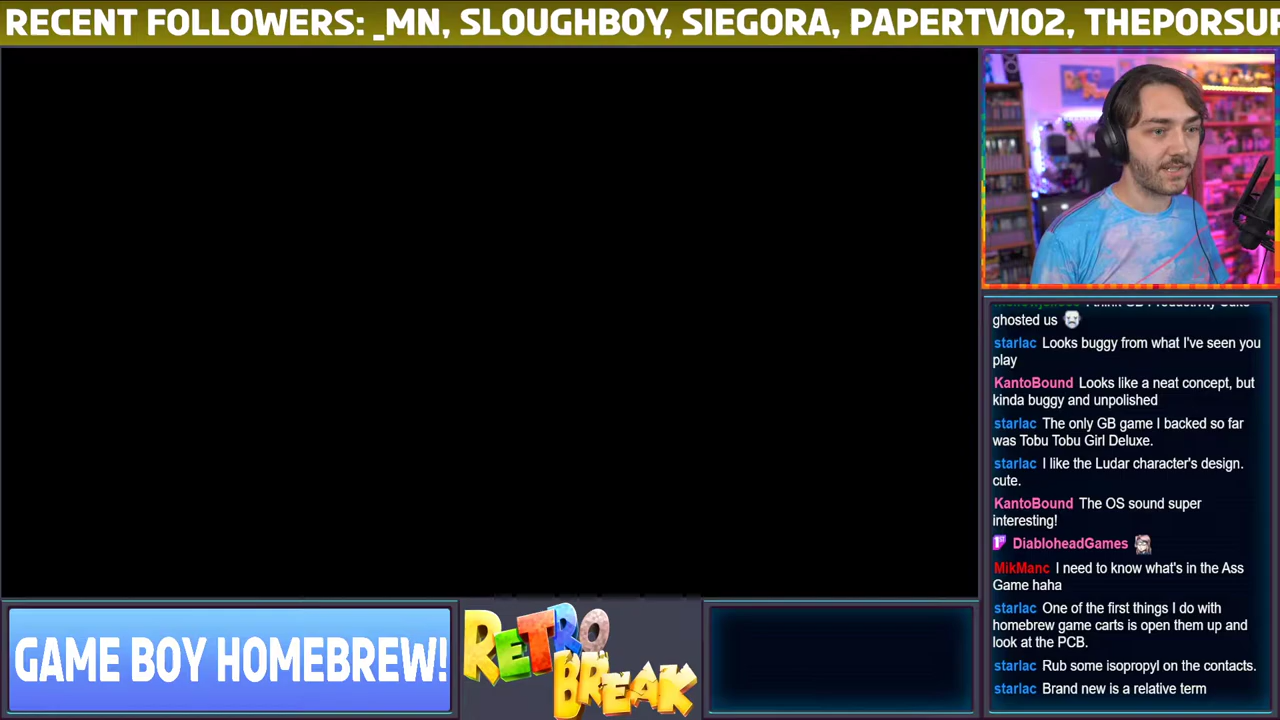 RECENT FOLLOWERS: _MN, SLOUGHBOY, SIEGORA, PAPERTV102, THEPORSUP
ghosted us
starlac Looks buggy from what I've seen you
play
KantoBound Looks like a neat concept, but
kinda buggy and unpolished
starlac The only GB game I backed so far
was Tobu Tobu Girl Deluxe.
starlac I like the Ludar character's design.
cute.
KantoBound The OS sound super
interesting!
1ST DiabloheadGames
MikManc I need to know what's in the Ass
Game haha
starlac One of the first things I do with
homebrew game carts is open them up and
look at the PCB.
starlac Rub some isopropyl on the contacts.
starlac Brand new is a relative term
GAME BOY HOMEBREW!
RETRO
BREAK